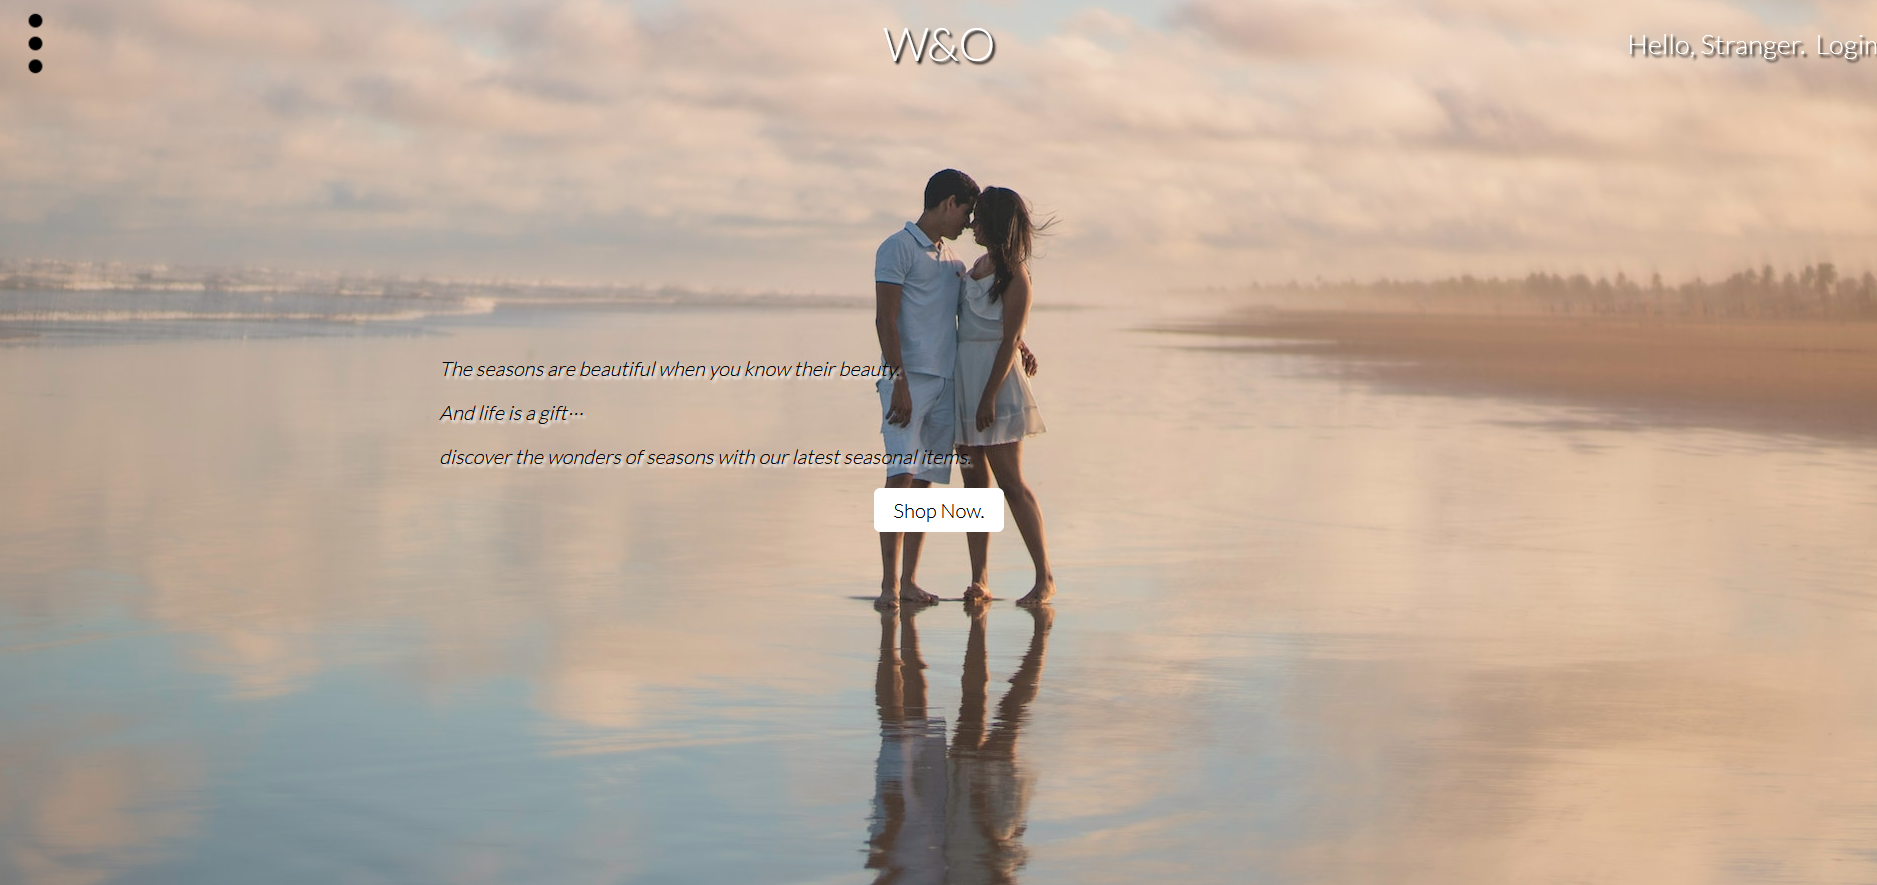 W&O
Hello, Stranger. Login
The seasons are beautiful when you know their beauty.
And life is a gift···
discover the wonders of seasons with our latest seasonal items.
Shop Now.